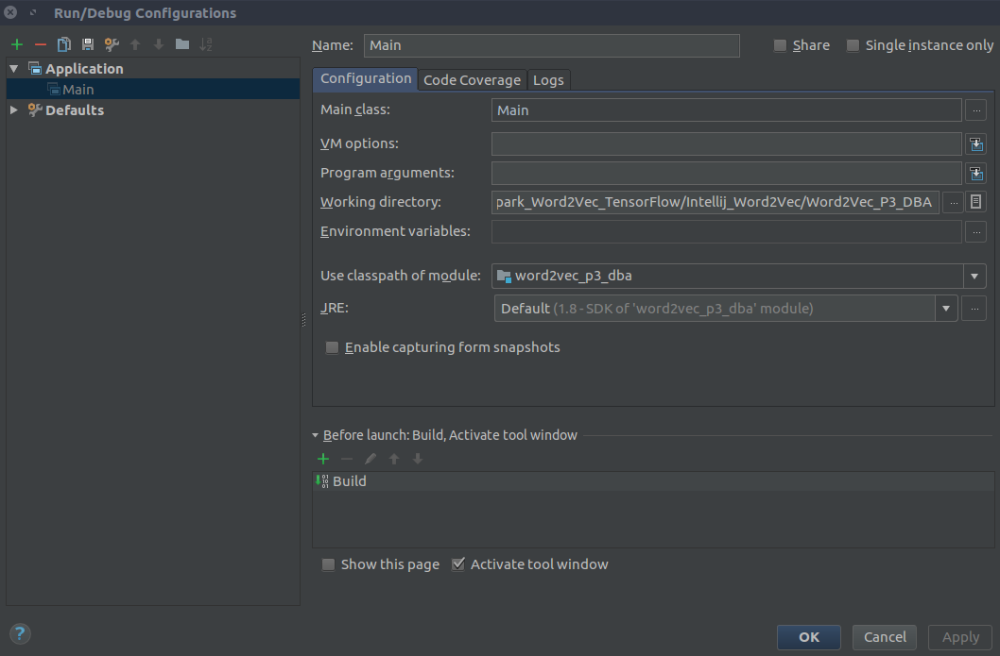 Run/Debug Configurations
Name: Main Share Single instance only
Application
Main
Defaults
Configuration Code Coverage Logs
Main class: Main ...
VM options:
Program arguments:
Working directory: park_Word2Vec_TensorFlow/Intellij_Word2Vec/Word2Vec_P3_DBA ...
Environment variables: ...
Use classpath of module: word2vec_p3_dba
JRE: Default (1.8 - SDK of 'word2vec_p3_dba' module) ...
Enable capturing form snapshots
Before launch: Build, Activate tool window
Build
Show this page Activate tool window
? OK Cancel Apply